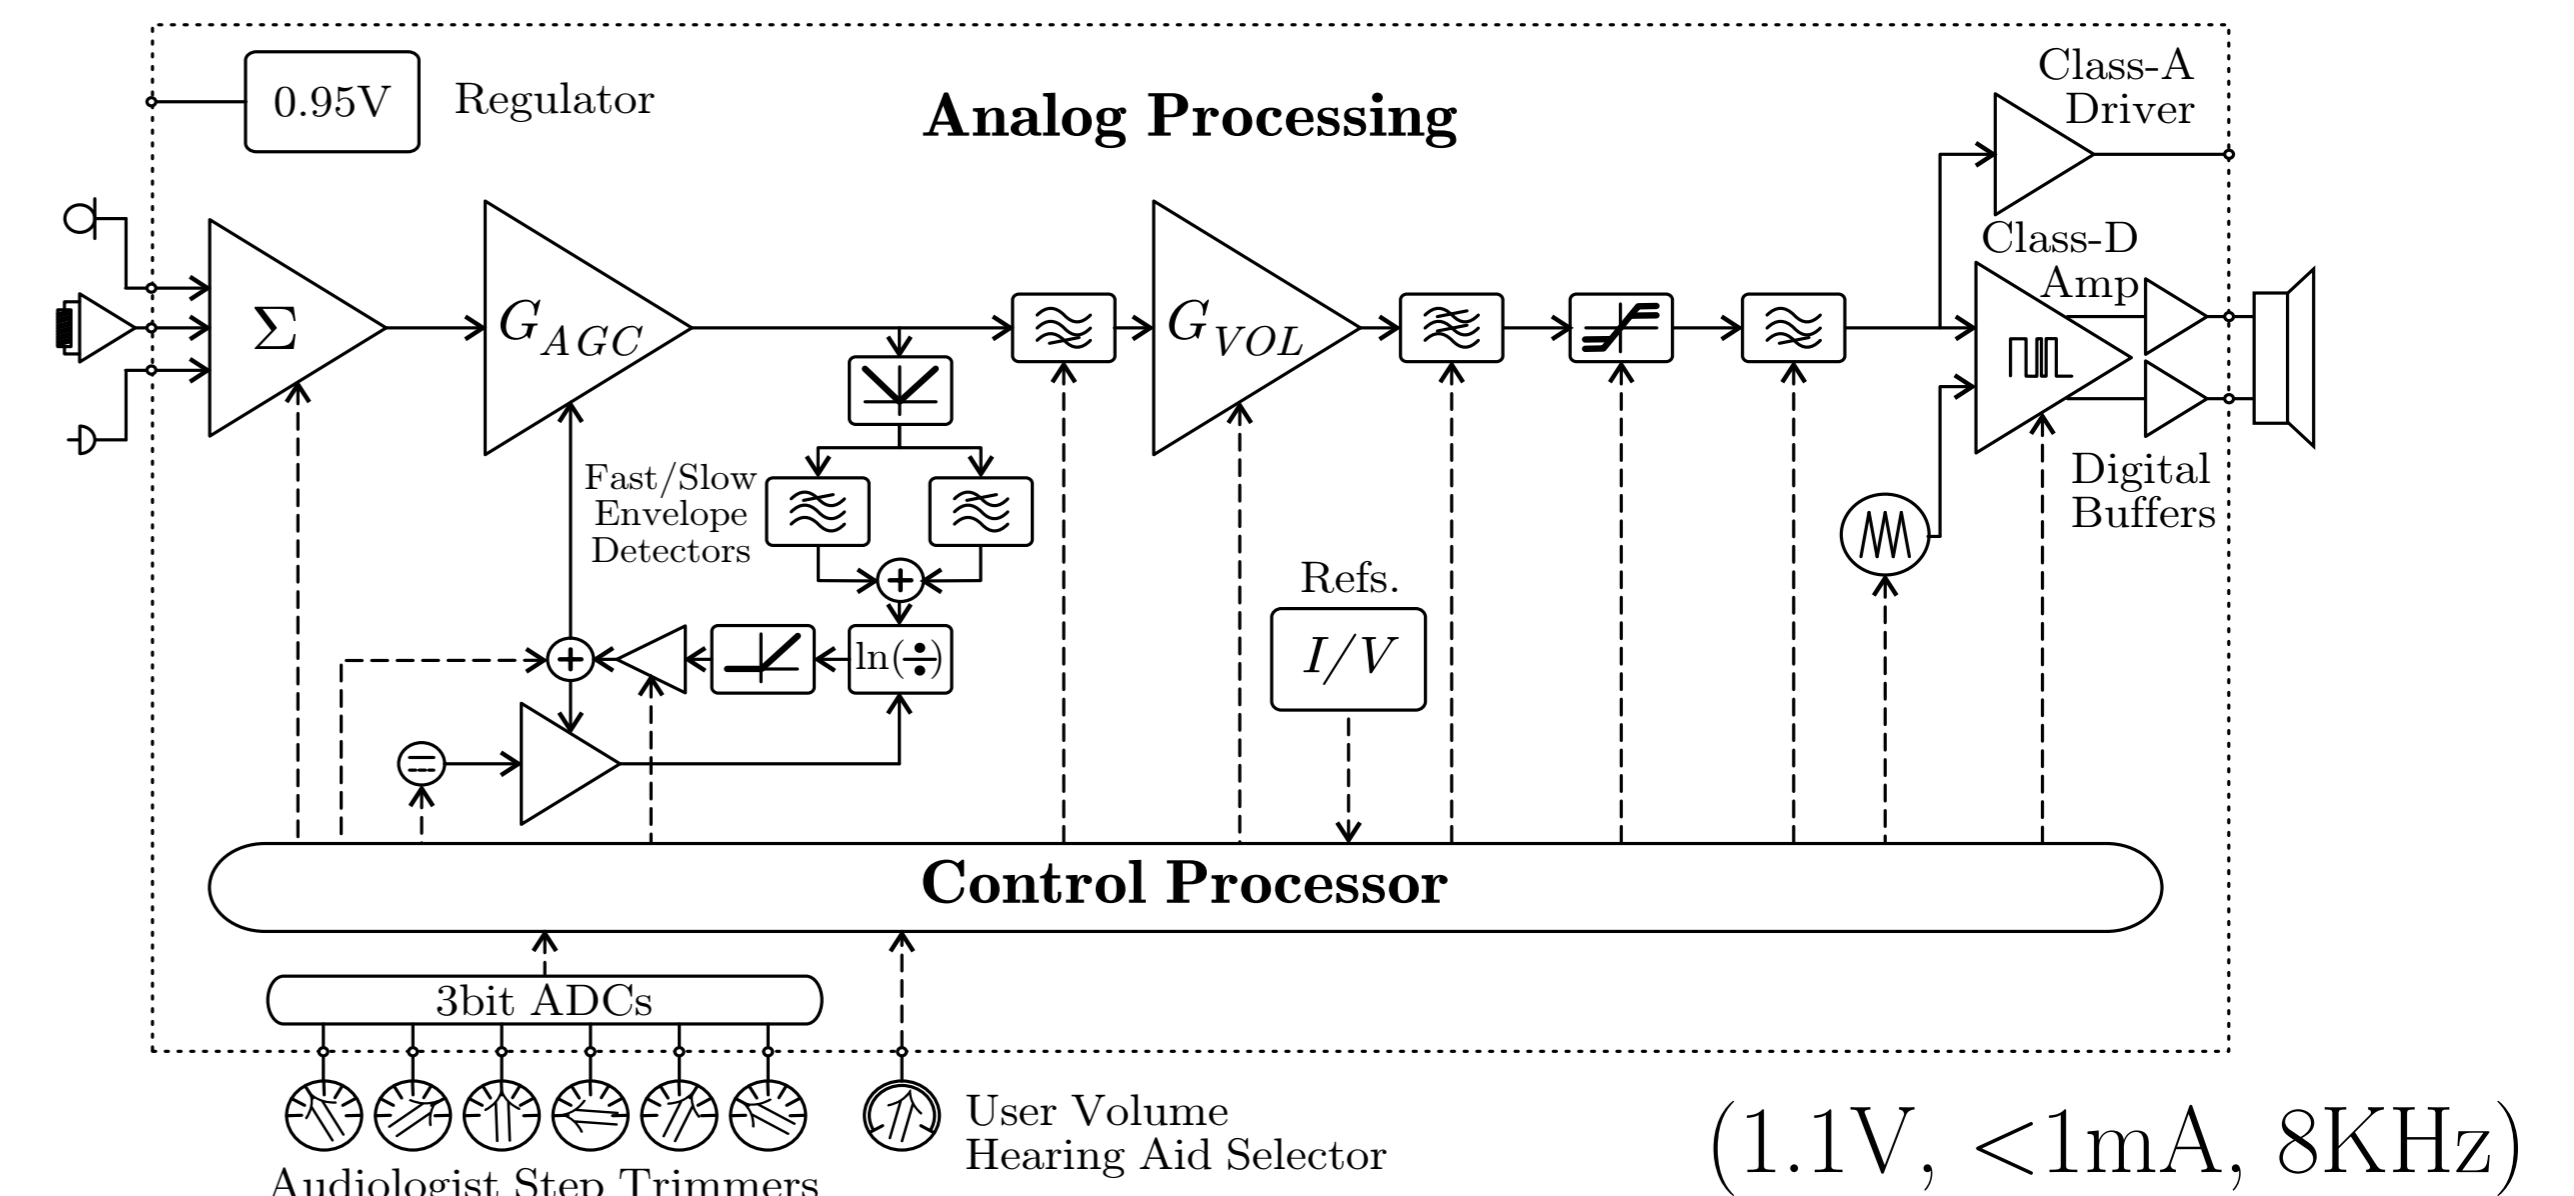 Class-A
Driver
0.95V
Regulator
Analog Processing
Class-D
Amp
Σ
G_AGC
G_VOL
Fast/Slow
Envelope
Detectors
Digital
Buffers
+
Refs.
+
ln(÷)
I/V
Control Processor
3bit ADCs
User Volume
Hearing Aid Selector
Audiologist Step Trimmers
(1.1V, <1mA, 8KHz)